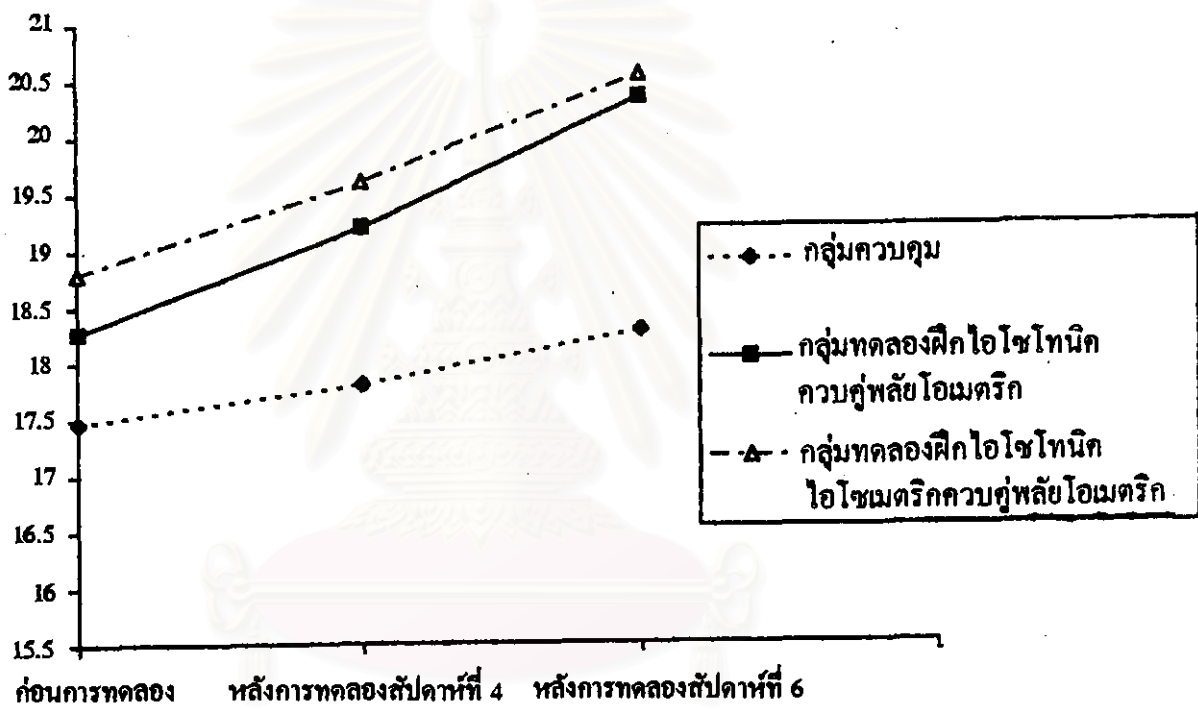 21
20.5
20
19.5
19
18.5
18
17.5
17
16.5
16
15.5
ก่อนการทดลอง หลังการทดลองสัปดาห์ที่ 4 หลังการทดลองสัปดาห์ที่ 6
กลุ่มควบคุม
กลุ่มทดลองฝึกไอโซโทนิค
ควบคู่พลัยโอเมตริก
กลุ่มทดลองฝึกไอโซโทนิค
ไอโซเมตริกควบคู่พลัยโอเมตริก